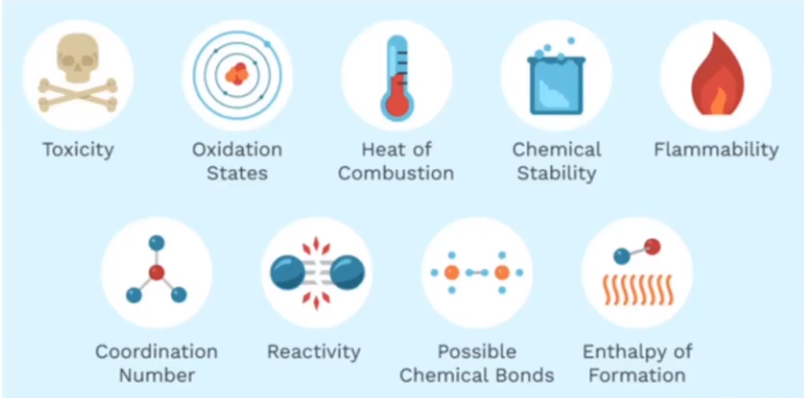 Toxicity
Oxidation
States
Heat of
Combustion
Chemical
Stability
Flammability
Coordination
Number
Reactivity
Possible
Chemical Bonds
Enthalpy of
Formation